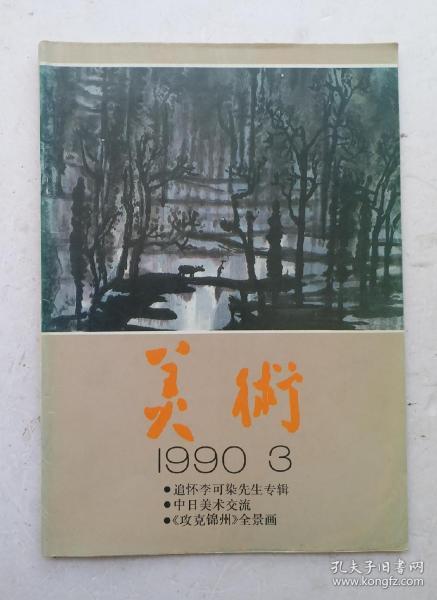 美術
1990 3
●追怀李可染先生专辑
●中日美术交流
●《攻克锦州》全景画
孔夫子旧书网
www.kongfz.com